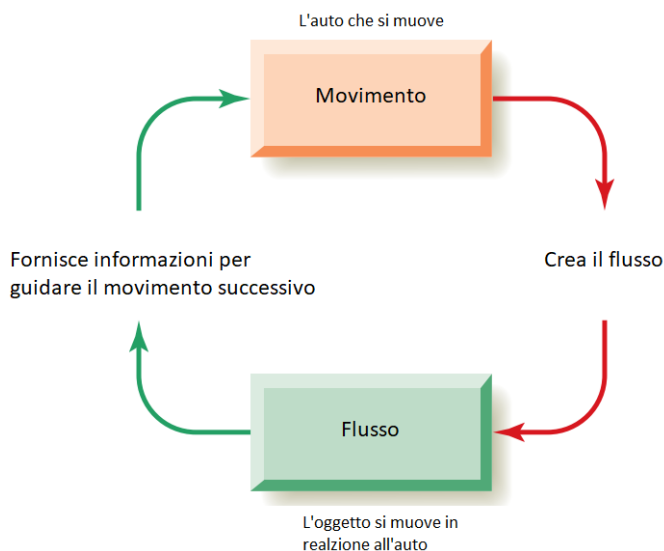 L'auto che si muove
Movimento
Fornisce informazioni per
guidare il movimento successivo
Crea il flusso
Flusso
L'oggetto si muove in
realzione all'auto